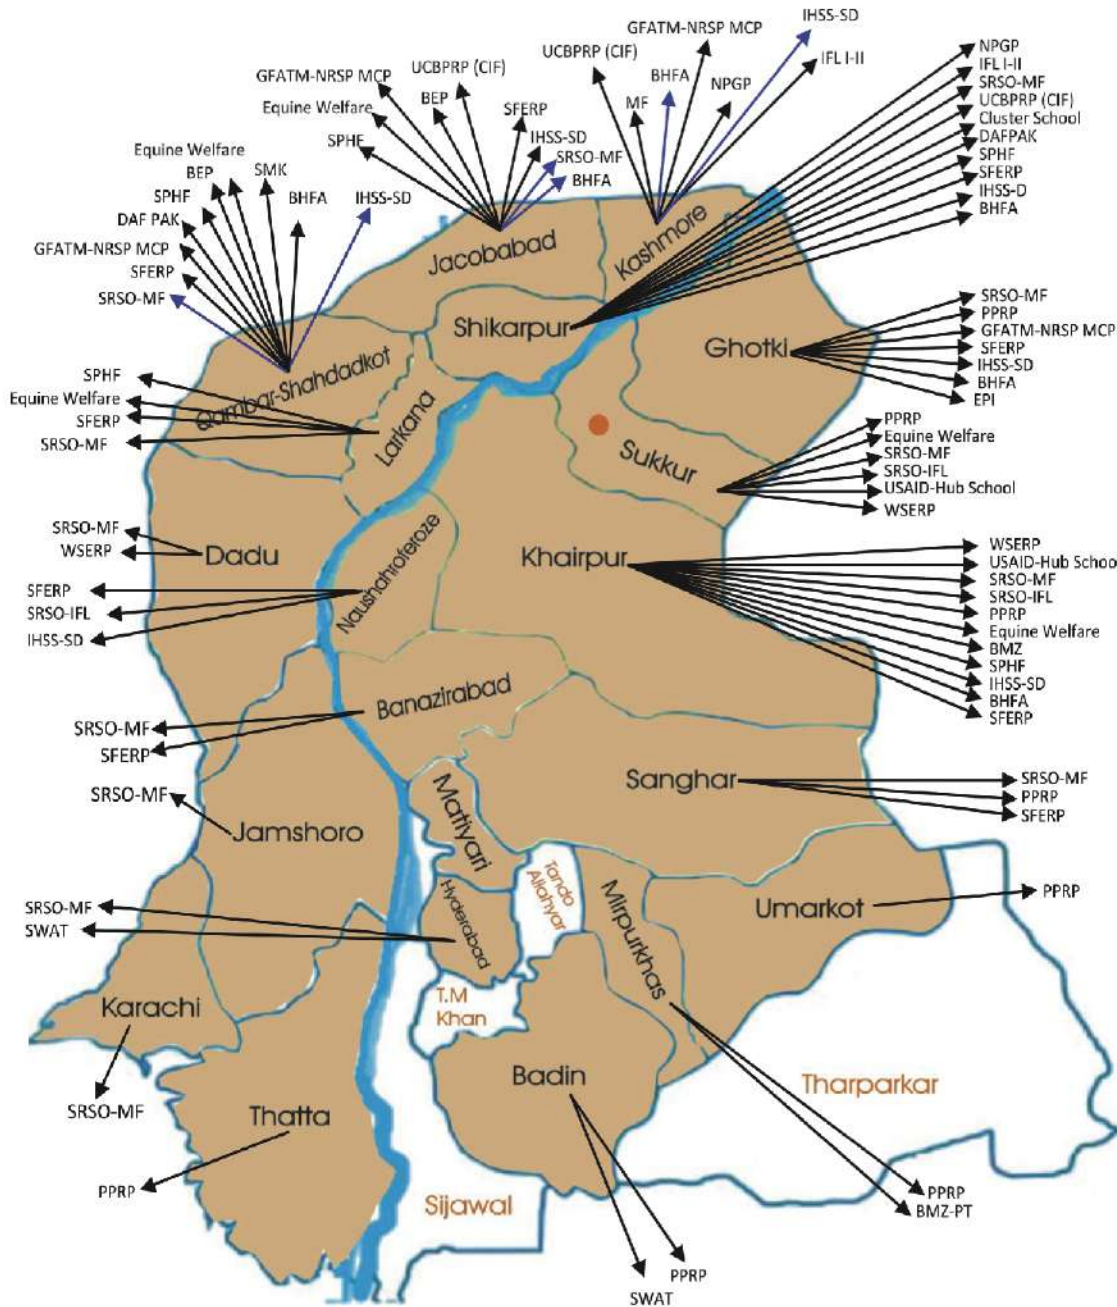 IHSS-SD
GFATM-NRSP MCP
UCBPRP (CIF)
IFL I-II
BHFA
NPGP
MF
GFATM-NRSP MCP
UCBPRP (CIF)
BEP
Equine Welfare
SFERP
SPHF
IHSS-SD
SRSO-MF
BHFA
NPGP
IFL I-II
SRSO-MF
UCBPRP (CIF)
Cluster School
DAFPAK
SPHF
SFERP
IHSS-D
BHFA
Equine Welfare
BEP
SMK
SPHF
BHFA
IHSS-SD
DAF PAK
GFATM-NRSP MCP
SFERP
SRSO-MF
Jacobabad
Kashmore
Shikarpur
Ghotki
SRSO-MF
PPRP
GFATM-NRSP MCP
SFERP
IHSS-SD
BHFA
EPI
Qambar-Shahdadkot
SPHF
Equine Welfare
SFERP
SRSO-MF
Larkana
Sukkur
PPRP
Equine Welfare
SRSO-MF
SRSO-IFL
USAID-Hub School
WSERP
SRSO-MF
WSERP
Dadu
Khairpur
WSERP
USAID-Hub School
SRSO-MF
SRSO-IFL
PPRP
Equine Welfare
BMZ
SPHF
IHSS-SD
BHFA
SFERP
Naushahroferoze
SFERP
SRSO-IFL
IHSS-SD
Banazirabad
SRSO-MF
SFERP
Sanghar
SRSO-MF
PPRP
SFERP
SRSO-MF
Jamshoro
Matiyari
Tando
Allahyar
Hyderabad
SRSO-MF
SWAT
Mirpurkhas
Umarkot
PPRP
Karachi
T.M
Khan
SRSO-MF
Badin
Tharparkar
Thatta
PPRP
Sijawal
PPRP
BMZ-PT
PPRP
SWAT